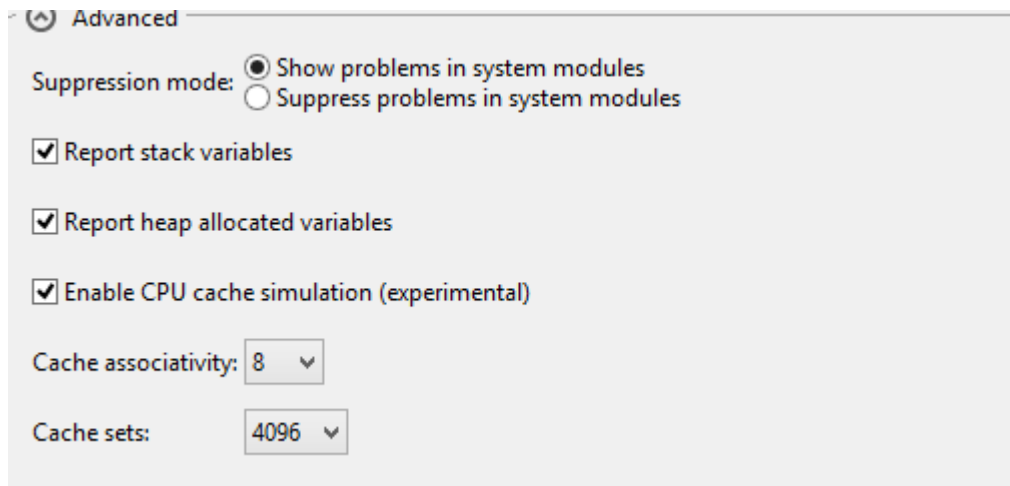 Advanced
Suppression mode: Show problems in system modules
Suppress problems in system modules
Report stack variables
Report heap allocated variables
Enable CPU cache simulation (experimental)
Cache associativity: 8
Cache sets: 4096